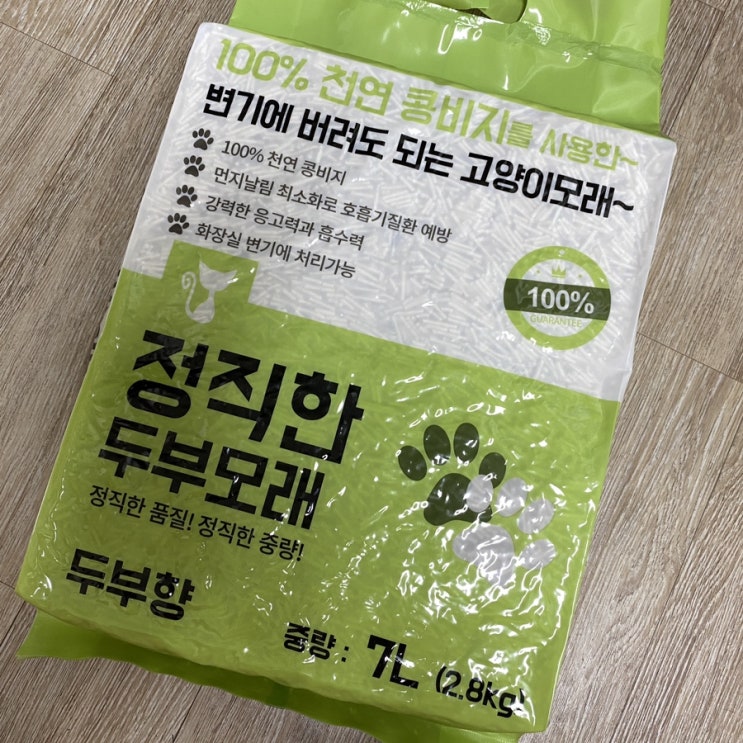 100% 천연 콩비지를 사용한~
변기에 버려도 되는 고양이모래~
100% 천연 콩비지
먼지날림 최소화로 호흡기질환 예방
강력한 응고력과 흡수력
화장실 변기에 처리가능
100%
GUARANTEE
정직한
두부모래
정직한 품질! 정직한 중량!
두부향
중량 : 7L (2.8kg)